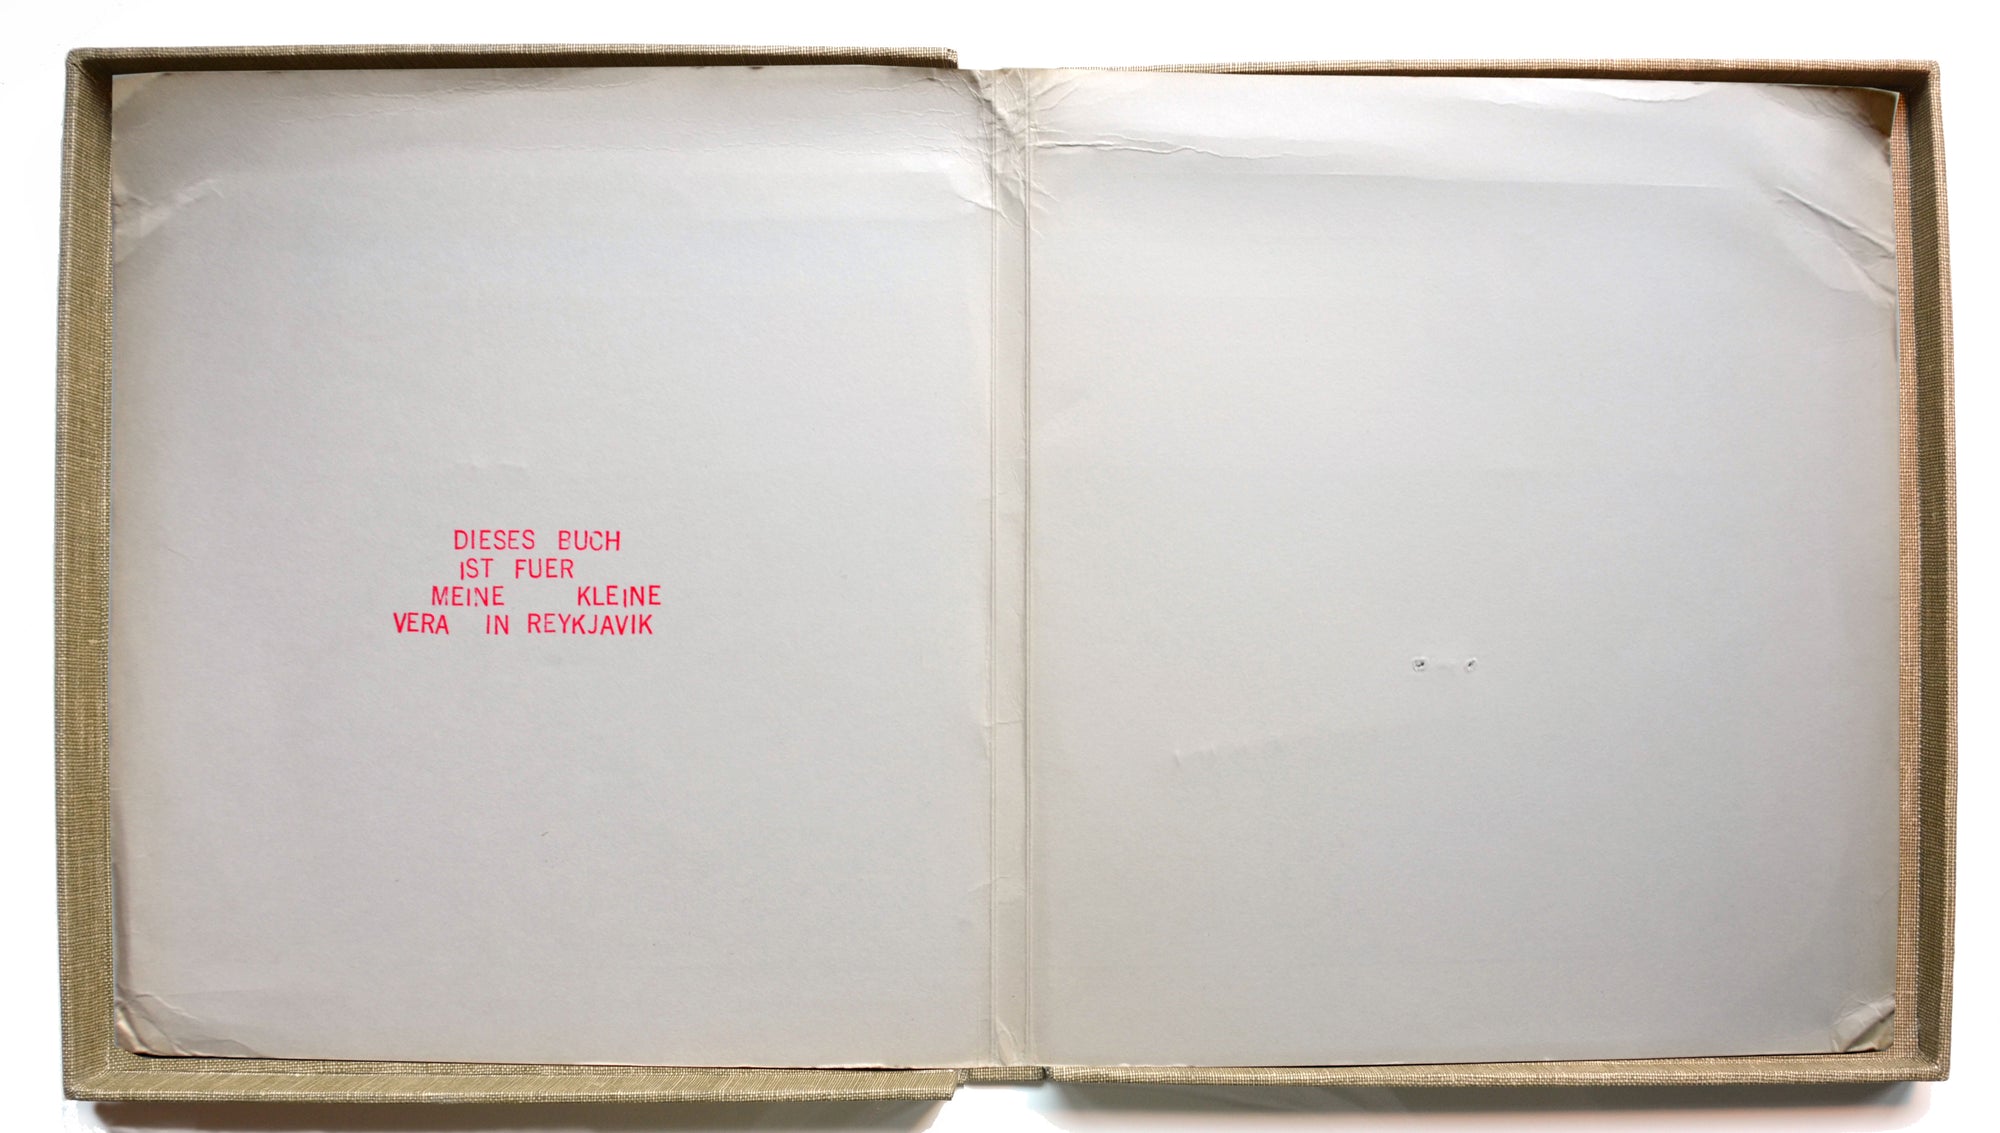 DIESES BUCH
IST FUER
MEINE KLEINE
VERA IN REYKJAVIK